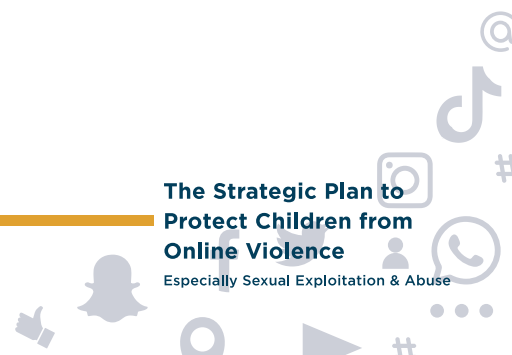 The Strategic Plan to
Protect Children from
Online Violence
Especially Sexual Exploitation & Abuse